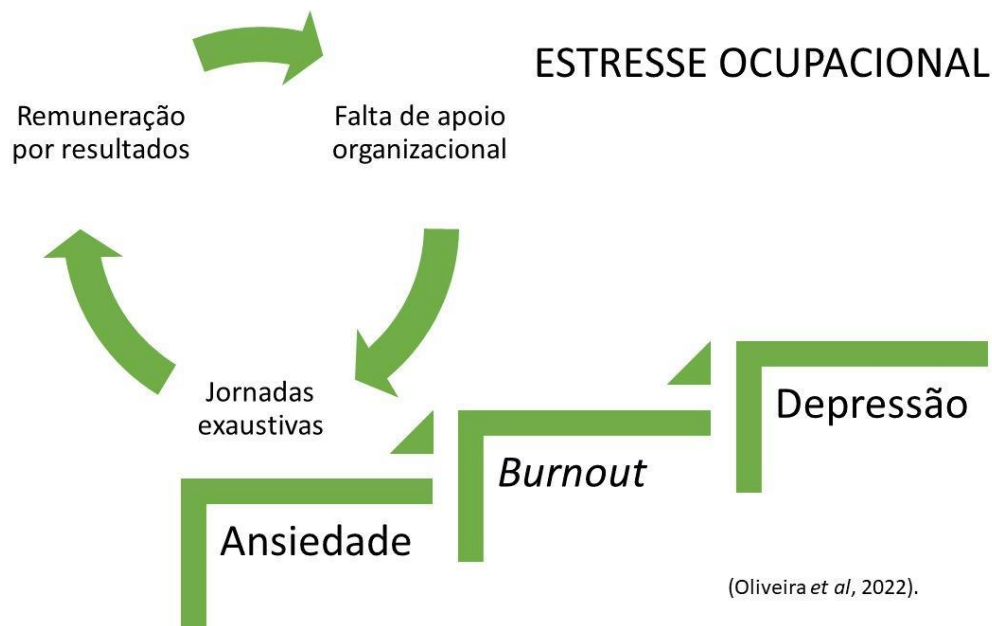 ESTRESSE OCUPACIONAL
Remuneração
por resultados
Falta de apoio
organizacional
Jornadas
exaustivas
Ansiedade
Burnout
Depressão
(Oliveira et al, 2022).